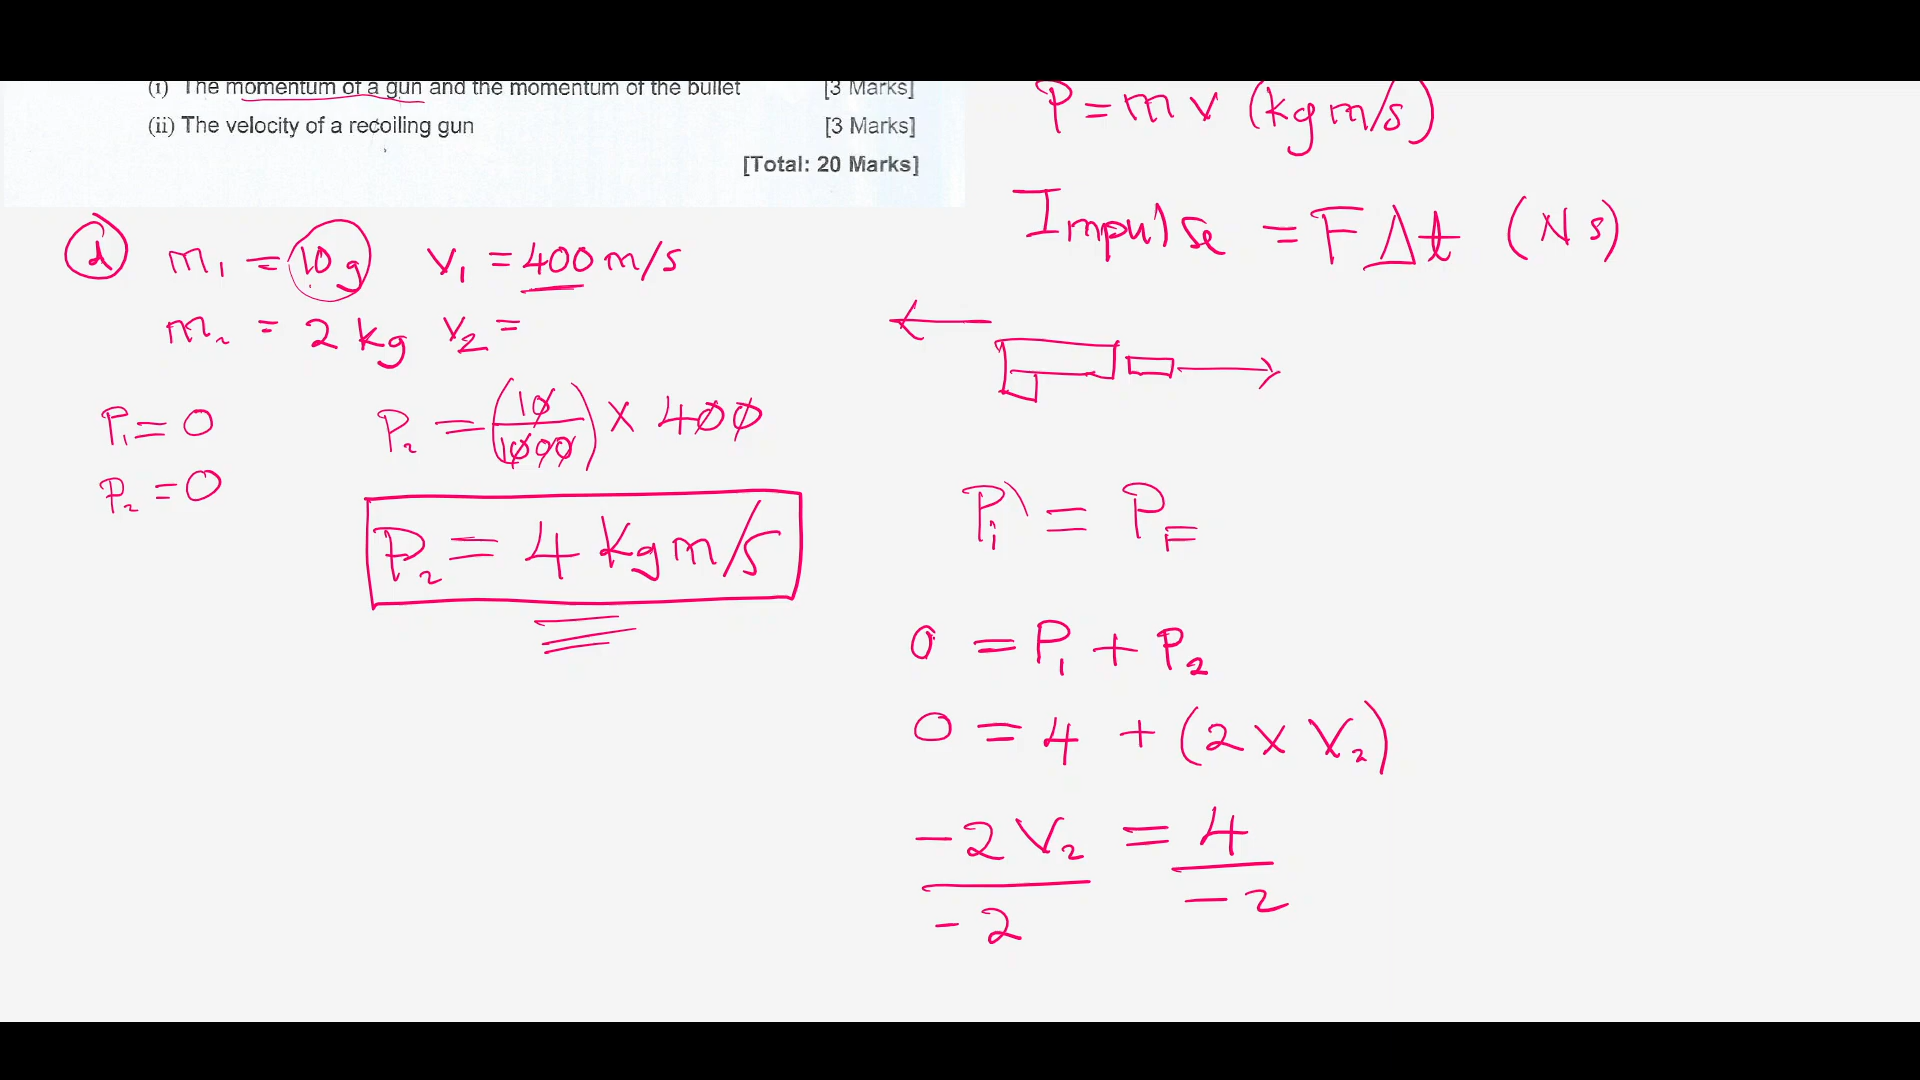 (i) The momentum of a gun and the momentum of the bullet [3 Marks]
(ii) The velocity of a recoiling gun [3 Marks]
[Total: 20 Marks]
P = m v (kg m/s)
Impulse = F Δt (N s)
d m₁ = 10 g v₁ = 400 m/s
m₂ = 2 kg v₂ =
P₁ = 0
P₂ = 0
P₂ = (10/1000) × 400
P₂ = 4 kg m/s
Pᵢ = P_F
0 = P₁ + P₂
0 = 4 + (2 × V₂)
-2 V₂ = 4
-2 -2